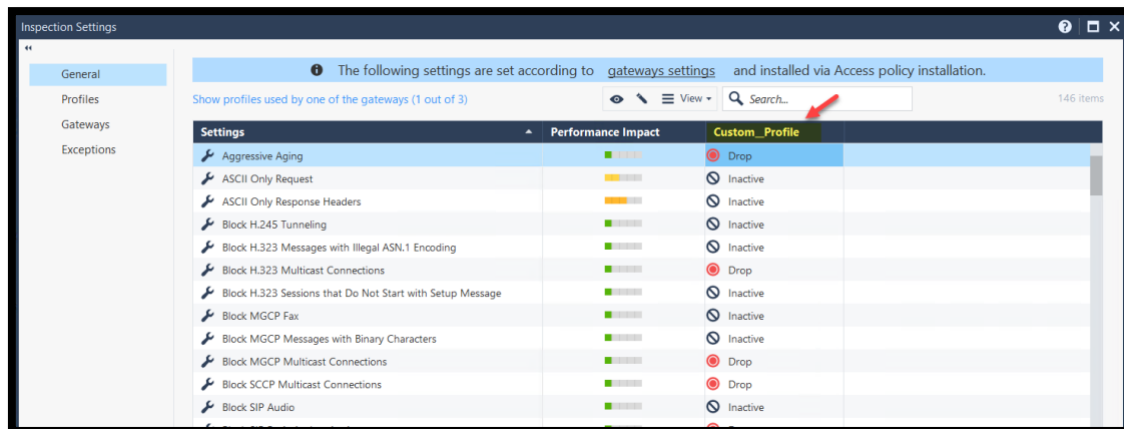 Inspection Settings
General
Profiles
Gateways
Exceptions
The following settings are set according to gateways settings and installed via Access policy installation.
Show profiles used by one of the gateways (1 out of 3)
View
Search...
146 items
Settings Performance Impact Custom_Profile
Aggressive Aging Drop
ASCII Only Request Inactive
ASCII Only Response Headers Inactive
Block H.245 Tunneling Inactive
Block H.323 Messages with Illegal ASN.1 Encoding Inactive
Block H.323 Multicast Connections Drop
Block H.323 Sessions that Do Not Start with Setup Message Inactive
Block MGCP Fax Inactive
Block MGCP Messages with Binary Characters Inactive
Block MGCP Multicast Connections Drop
Block SCCP Multicast Connections Drop
Block SIP Audio Inactive